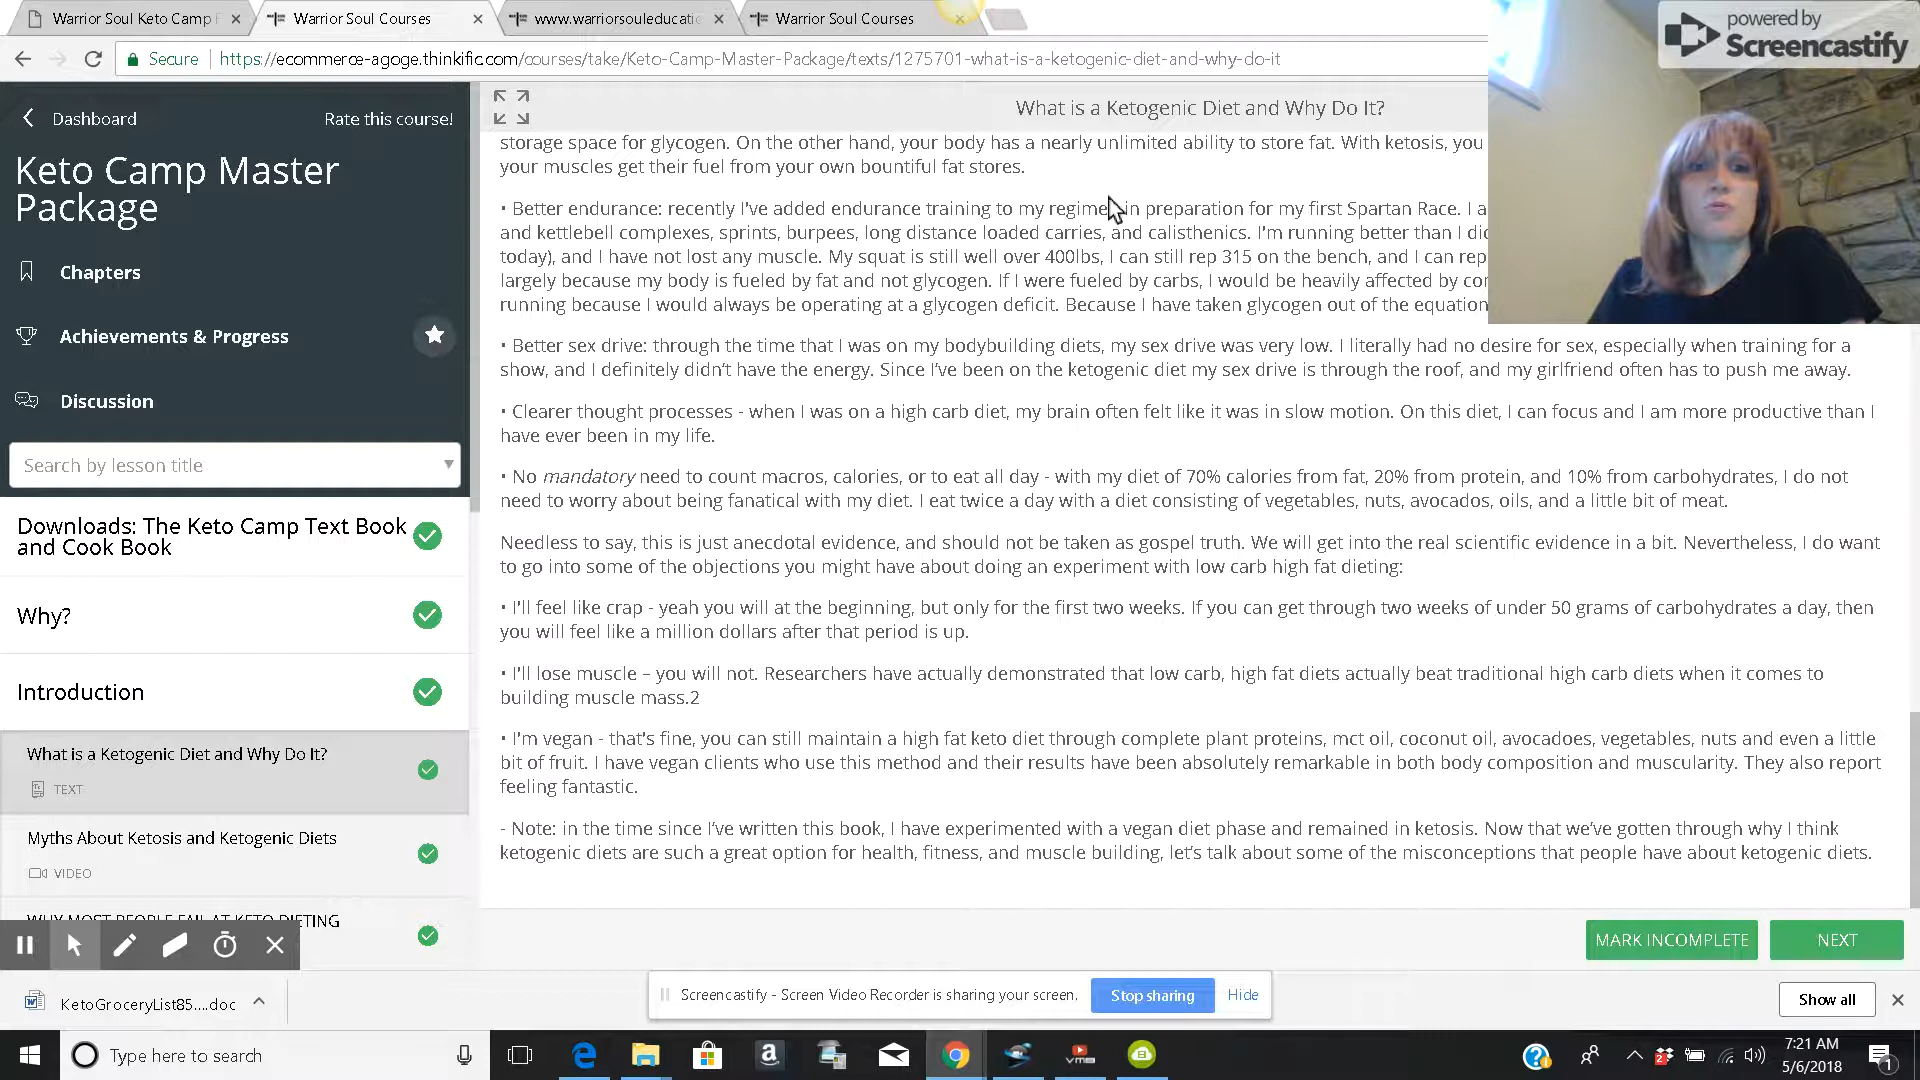 Warrior Soul Keto Camp
Warrior Soul Courses
www.warriorsouleducati
Warrior Soul Courses
powered by
Screencastify
Secure
https://ecommerce-agoge.thinkific.com/courses/take/Keto-Camp-Master-Package/texts/1275701-what-is-a-ketogenic-diet-and-why-do-it
Dashboard
Rate this course!
Keto Camp Master
Package
Chapters
Achievements & Progress
Discussion
Search by lesson title
Downloads: The Keto Camp Text Book
and Cook Book
Why?
Introduction
What is a Ketogenic Diet and Why Do It?
TEXT
Myths About Ketosis and Ketogenic Diets
VIDEO
WHY MOST PEOPLE FAIL AT KETO DIETING
What is a Ketogenic Diet and Why Do It?
storage space for glycogen. On the other hand, your body has a nearly unlimited ability to store fat. With ketosis, you
your muscles get their fuel from your own bountiful fat stores.
• Better endurance: recently I've added endurance training to my regimen in preparation for my first Spartan Race. I a
and kettlebell complexes, sprints, burpees, long distance loaded carries, and calisthenics. I'm running better than I di
today), and I have not lost any muscle. My squat is still well over 400lbs, I can still rep 315 on the bench, and I can rep
largely because my body is fueled by fat and not glycogen. If I were fueled by carbs, I would be heavily affected by co
running because I would always be operating at a glycogen deficit. Because I have taken glycogen out of the equation
• Better sex drive: through the time that I was on my bodybuilding diets, my sex drive was very low. I literally had no desire for sex, especially when training for a
show, and I definitely didn't have the energy. Since I've been on the ketogenic diet my sex drive is through the roof, and my girlfriend often has to push me away.
• Clearer thought processes - when I was on a high carb diet, my brain often felt like it was in slow motion. On this diet, I can focus and I am more productive than I
have ever been in my life.
• No mandatory need to count macros, calories, or to eat all day - with my diet of 70% calories from fat, 20% from protein, and 10% from carbohydrates, I do not
need to worry about being fanatical with my diet. I eat twice a day with a diet consisting of vegetables, nuts, avocados, oils, and a little bit of meat.
Needless to say, this is just anecdotal evidence, and should not be taken as gospel truth. We will get into the real scientific evidence in a bit. Nevertheless, I do want
to go into some of the objections you might have about doing an experiment with low carb high fat dieting:
• I'll feel like crap - yeah you will at the beginning, but only for the first two weeks. If you can get through two weeks of under 50 grams of carbohydrates a day, then
you will feel like a million dollars after that period is up.
• I'll lose muscle – you will not. Researchers have actually demonstrated that low carb, high fat diets actually beat traditional high carb diets when it comes to
building muscle mass.2
• I'm vegan - that's fine, you can still maintain a high fat keto diet through complete plant proteins, mct oil, coconut oil, avocadoes, vegetables, nuts and even a little
bit of fruit. I have vegan clients who use this method and their results have been absolutely remarkable in both body composition and muscularity. They also report
feeling fantastic.
- Note: in the time since I've written this book, I have experimented with a vegan diet phase and remained in ketosis. Now that we've gotten through why I think
ketogenic diets are such a great option for health, fitness, and muscle building, let's talk about some of the misconceptions that people have about ketogenic diets.
MARK INCOMPLETE
NEXT
Screencastify - Screen Video Recorder is sharing your screen.
Stop sharing
Hide
KetoGroceryList85....doc
Show all
Type here to search
7:21 AM
5/6/2018